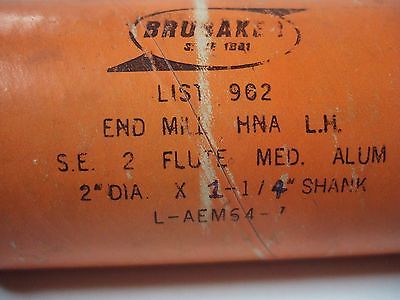 BRUBAKER
SINCE 1881
LIST 962
END MILL HNA L.H.
S.E. 2 FLUTE MED. ALUM
2" DIA. X 1-1/4" SHANK
L-AEM64-